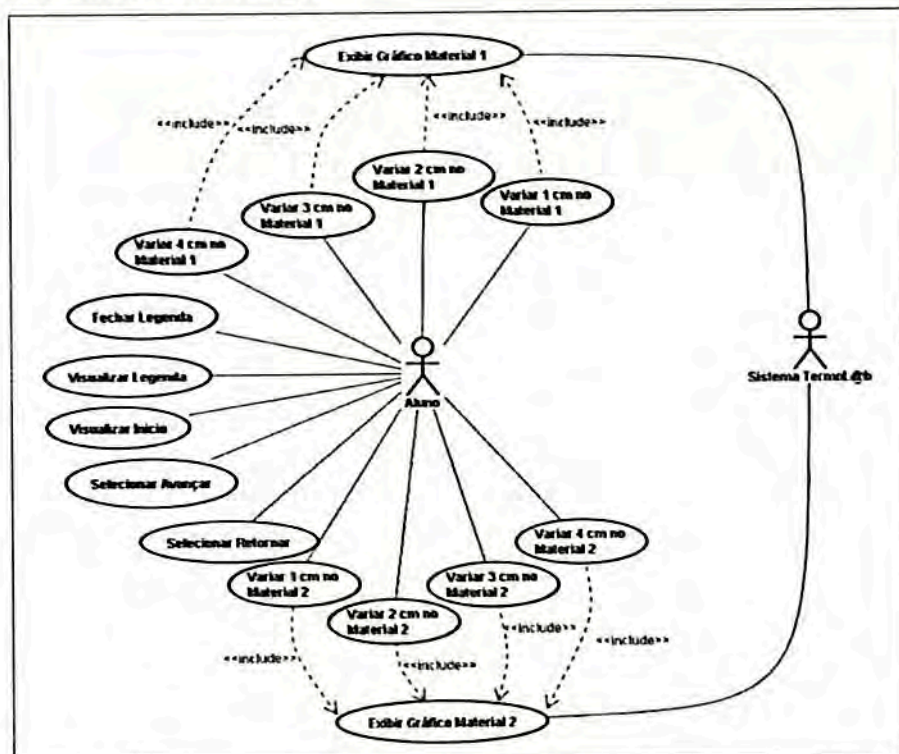 Exibir Gráfico Material 1
<<include>>
<<include>>
<<include>>
<<include>>
Variar 2 cm no
Material 1
Variar 3 cm no
Material 1
Variar 1 cm no
Material 1
Variar 4 cm no
Material 1
Fechar Legenda
Visualizar Legenda
Aluno
Sistema TermoL@b
Visualizar Inicio
Selecionar Avançar
Selecionar Retornar
Variar 4 cm no
Material 2
Variar 1 cm no
Material 2
Variar 3 cm no
Material 2
Variar 2 cm no
Material 2
<<include>>
<<include>>
<<include>>
<<include>>
Exibir Gráfico Material 2